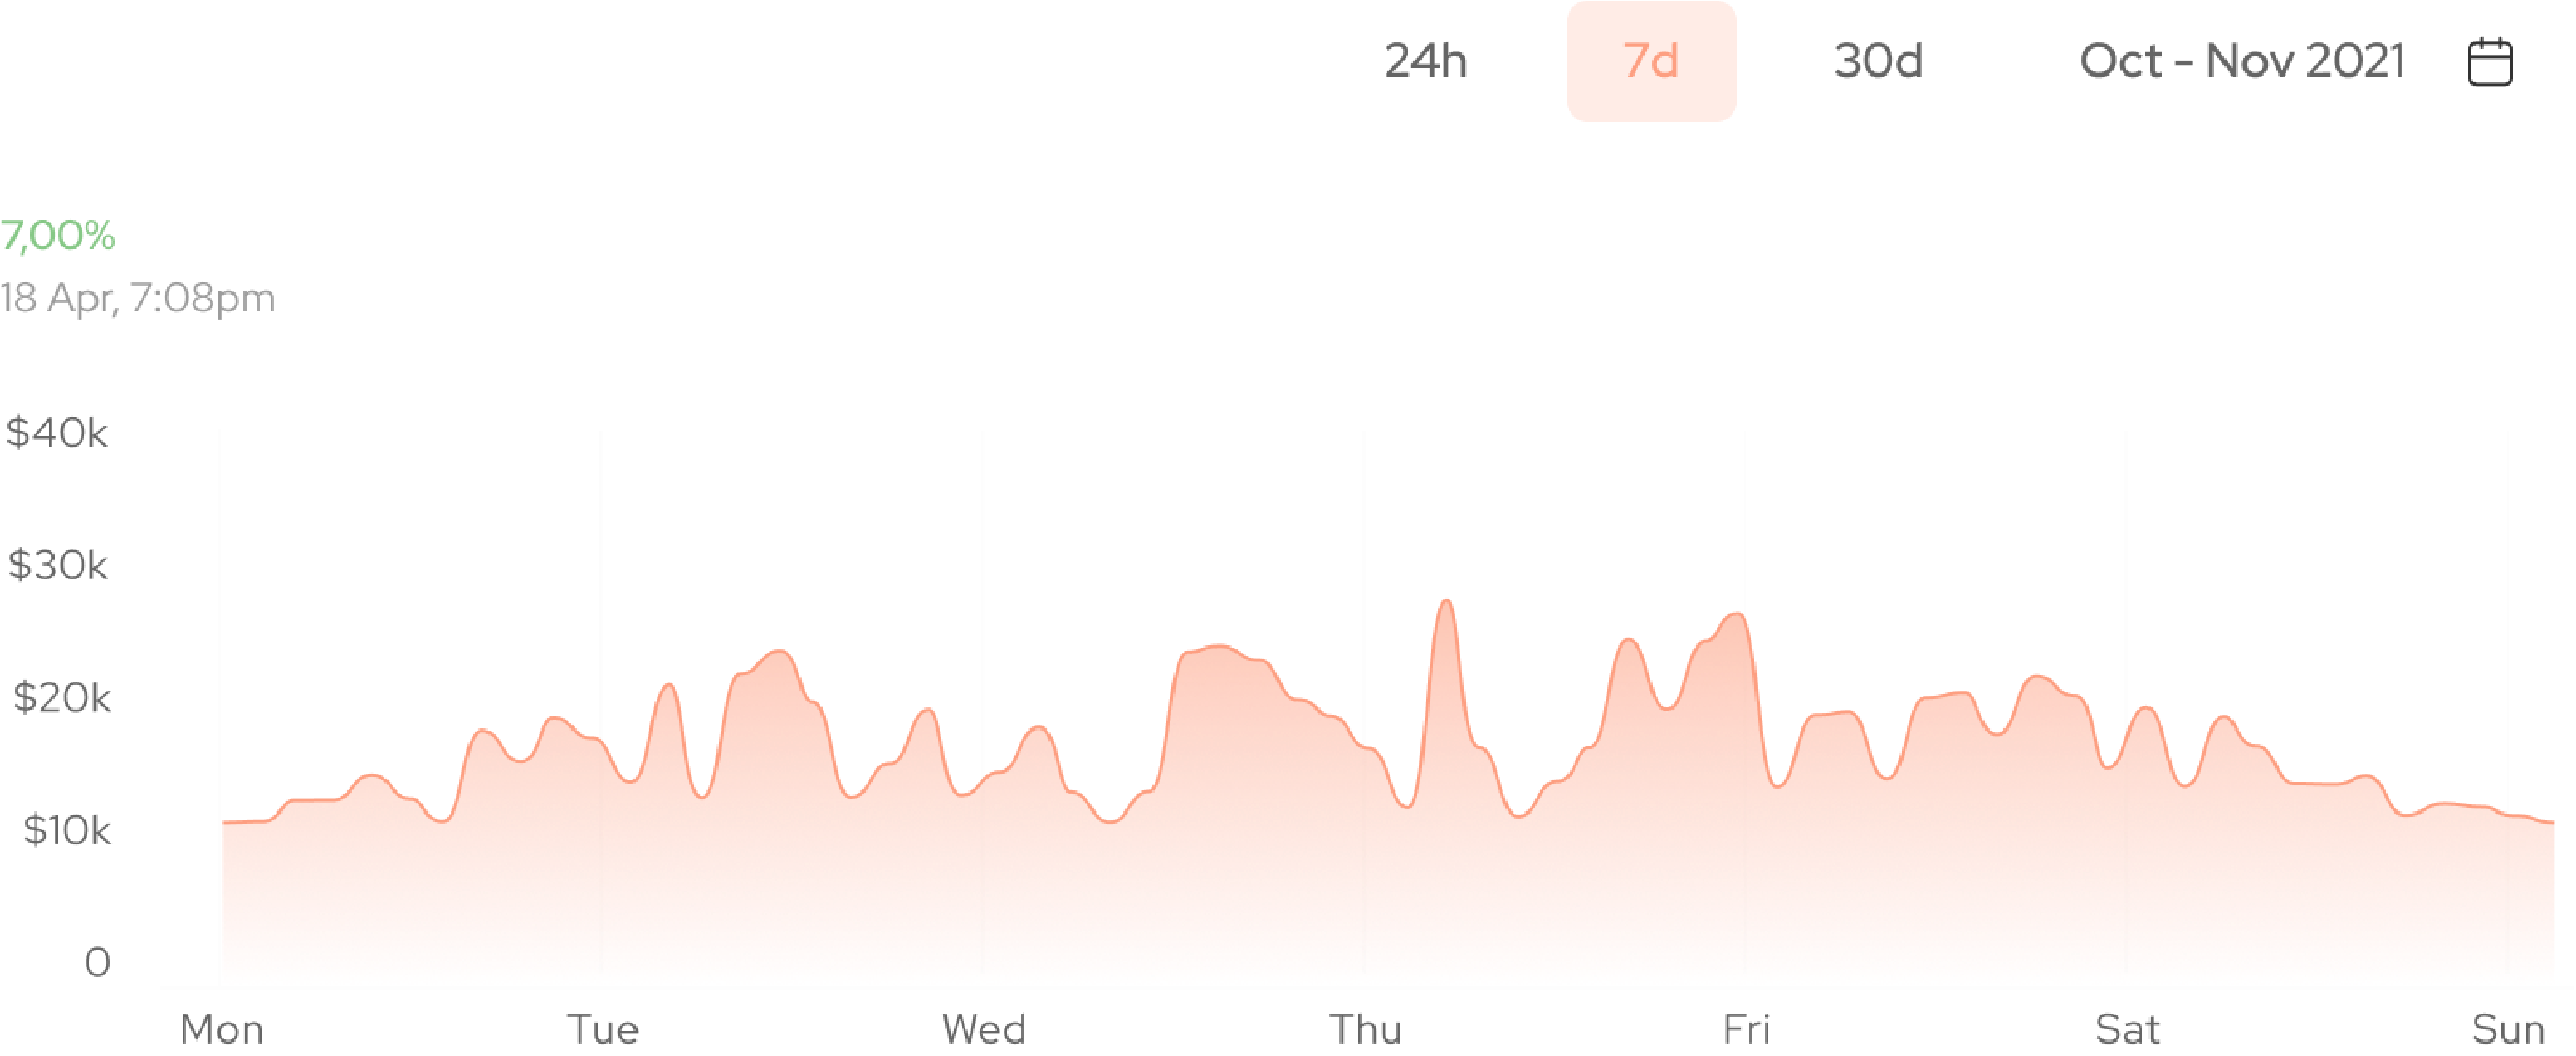 24h 7d 30d Oct - Nov 2021
7,00%
18 Apr, 7:08pm
$40k
$30k
$20k
$10k
0
Mon Tue Wed Thu Fri Sat Sun